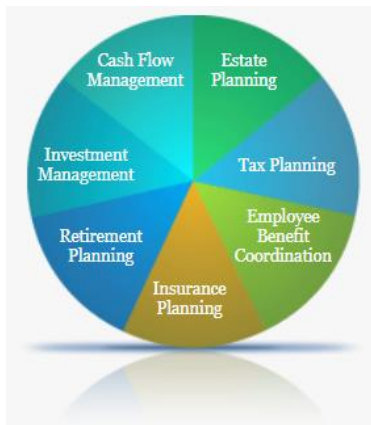 Cash Flow
Management
Estate
Planning
Investment
Management
Tax Planning
Retirement
Planning
Employee
Benefit
Coordination
Insurance
Planning